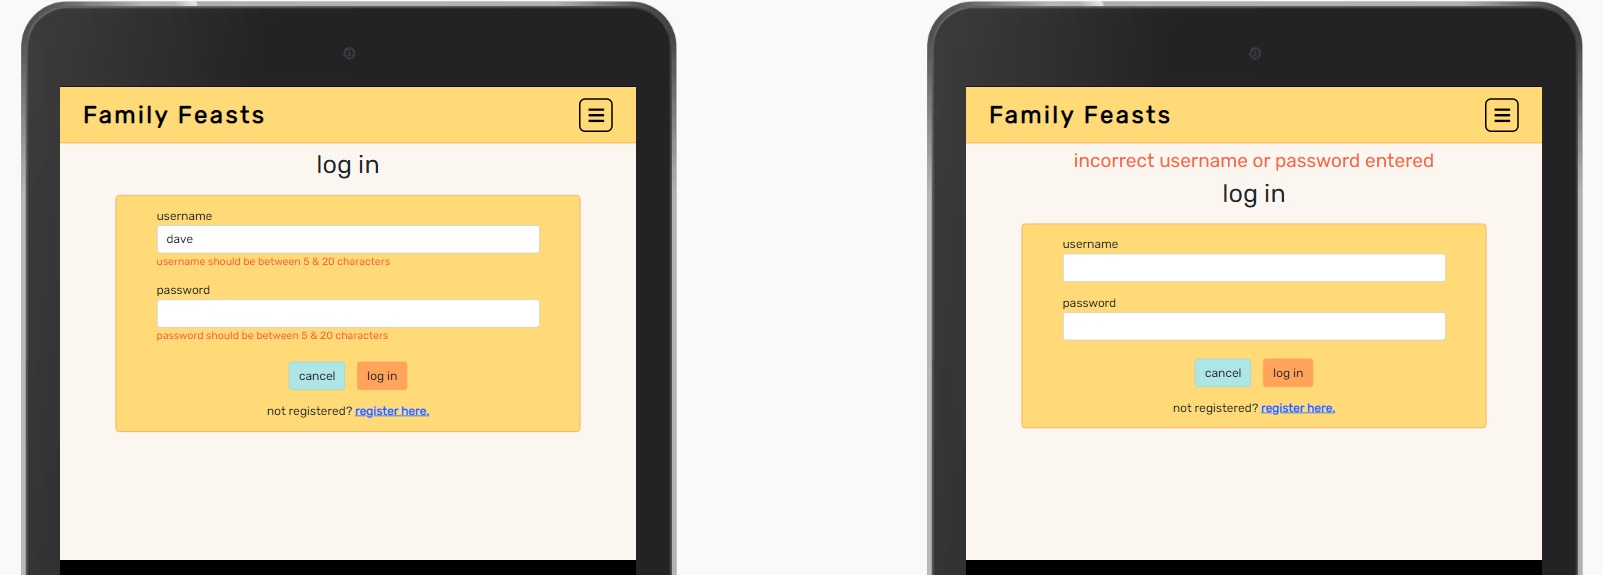 Family Feasts
log in
username
dave
username should be between 5 & 20 characters
password
password should be between 5 & 20 characters
cancel log in
not registered? register here.
Family Feasts
incorrect username or password entered
log in
username
password
cancel log in
not registered? register here.